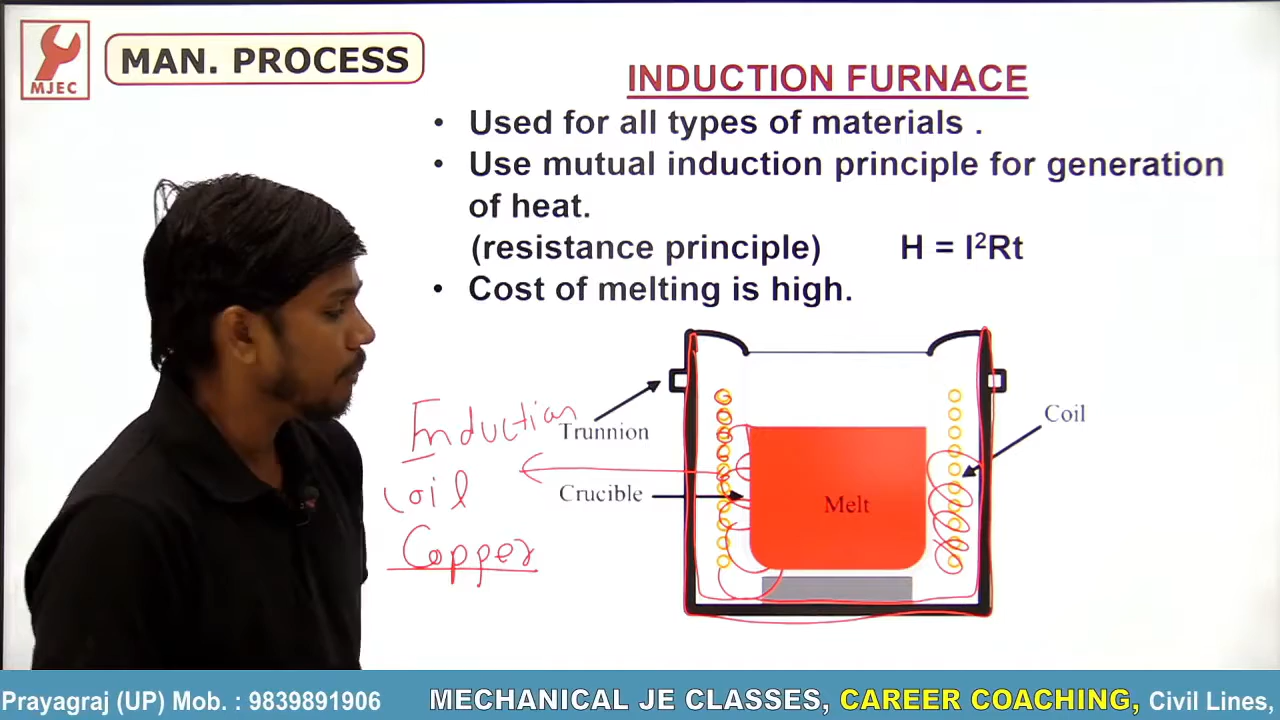 MJEC
MAN. PROCESS
INDUCTION FURNACE
• Used for all types of materials .
• Use mutual induction principle for generation
of heat.
(resistance principle) H = I²Rt
• Cost of melting is high.
Induction
coil
Copper
Trunnion
Crucible
Melt
Coil
Prayagraj (UP) Mob. : 9839891906 MECHANICAL JE CLASSES, CAREER COACHING, Civil Lines,